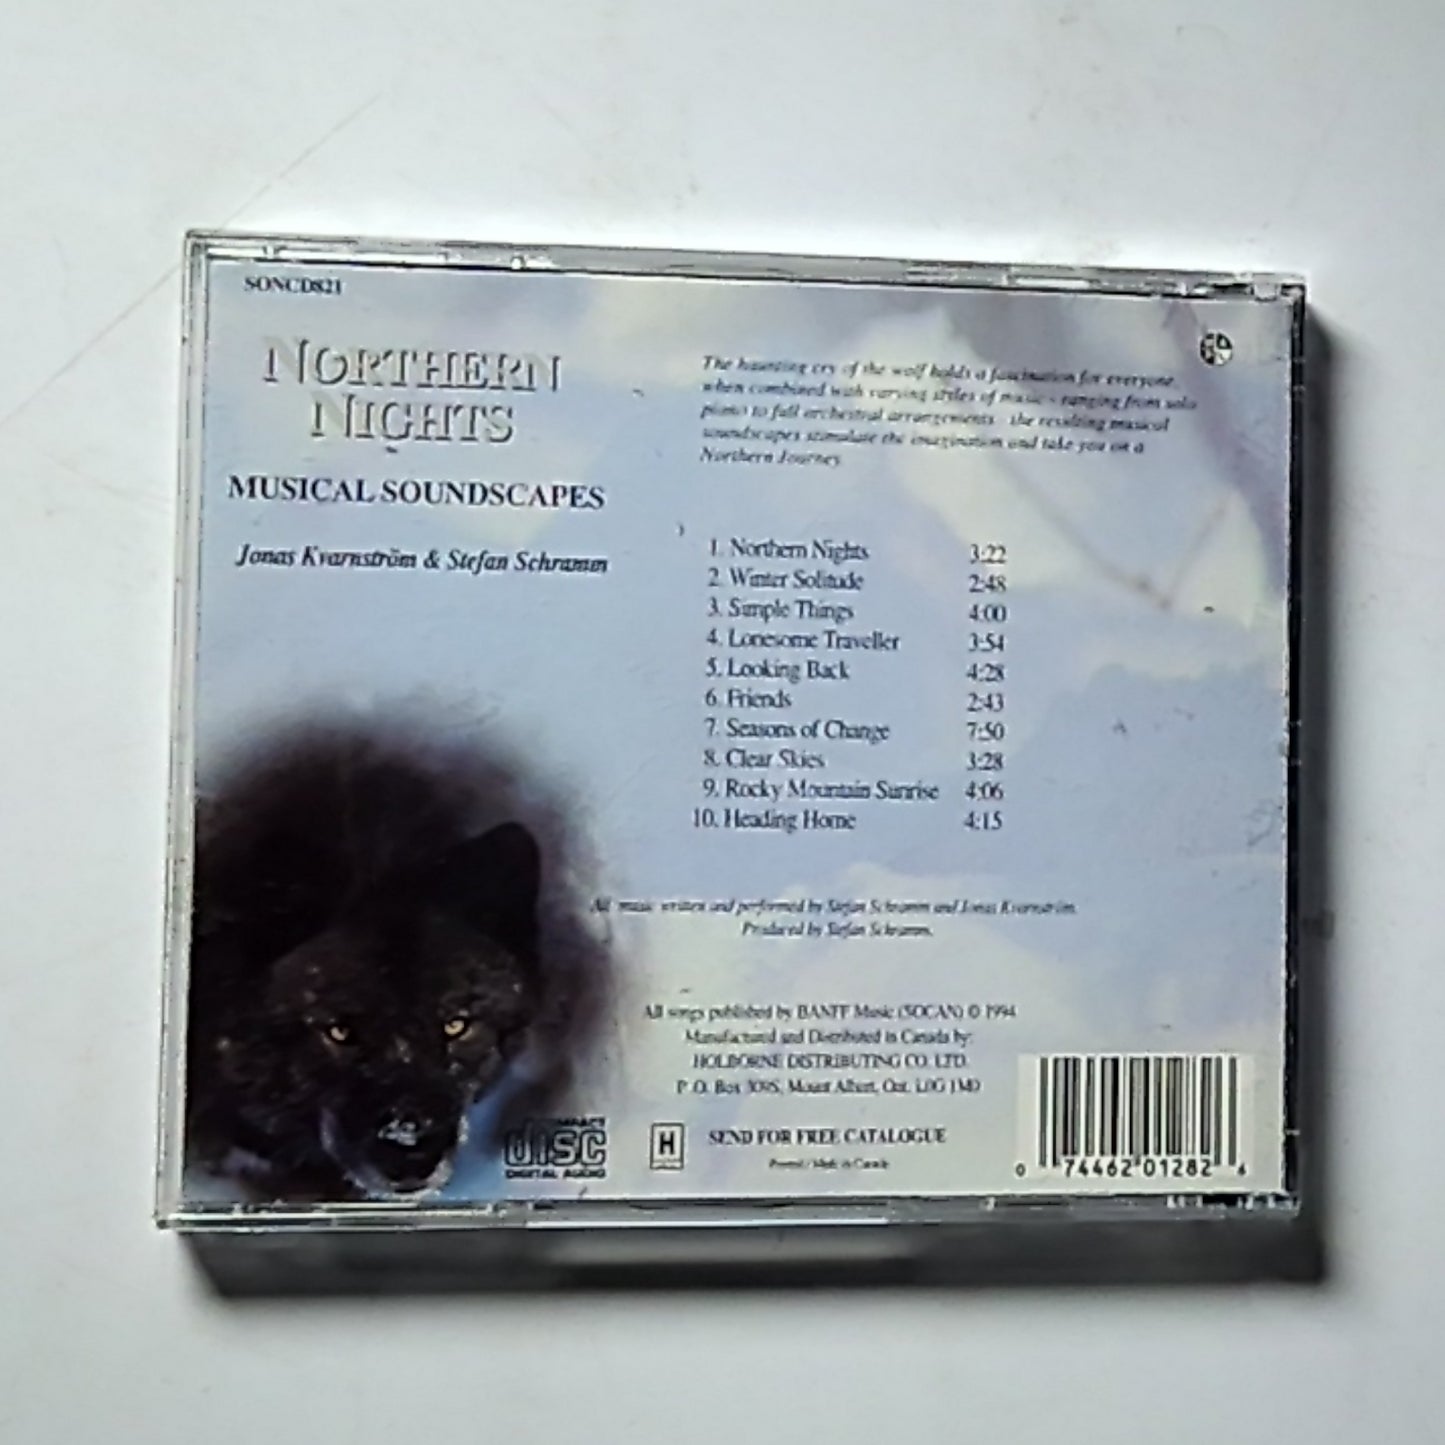 SONCD821
NORTHERN
NIGHTS
MUSICAL SOUNDSCAPES
Jonas Kvarnström & Stefan Schramm
The haunting cry of the wolf holds a fascination for everyone,
when combined with varying styles of music - ranging from solo
piano to full orchestral arrangements - the resulting musical
soundscapes stimulate the imagination and take you on a
Northern Journey.
1. Northern Nights 3:22
2. Winter Solitude 2:48
3. Simple Things 4:00
4. Lonesome Traveller 3:54
5. Looking Back 4:28
6. Friends 2:43
7. Seasons of Change 7:50
8. Clear Skies 3:28
9. Rocky Mountain Sunrise 4:06
10. Heading Home 4:15
All music written and performed by Stefan Schramm and Jonas Kvarnström.
Produced by Stefan Schramm.
All songs published by BANFF Music (SOCAN) © 1994
Manufactured and Distributed in Canada by:
HOLBORNE DISTRIBUTING CO. LTD.
P.O. Box Mount Albert, Ont. L0G 1M0
COMPACT
disc
DIGITAL AUDIO
H
SEND FOR FREE CATALOGUE
Printed / Made in Canada
0 74462 01282 6